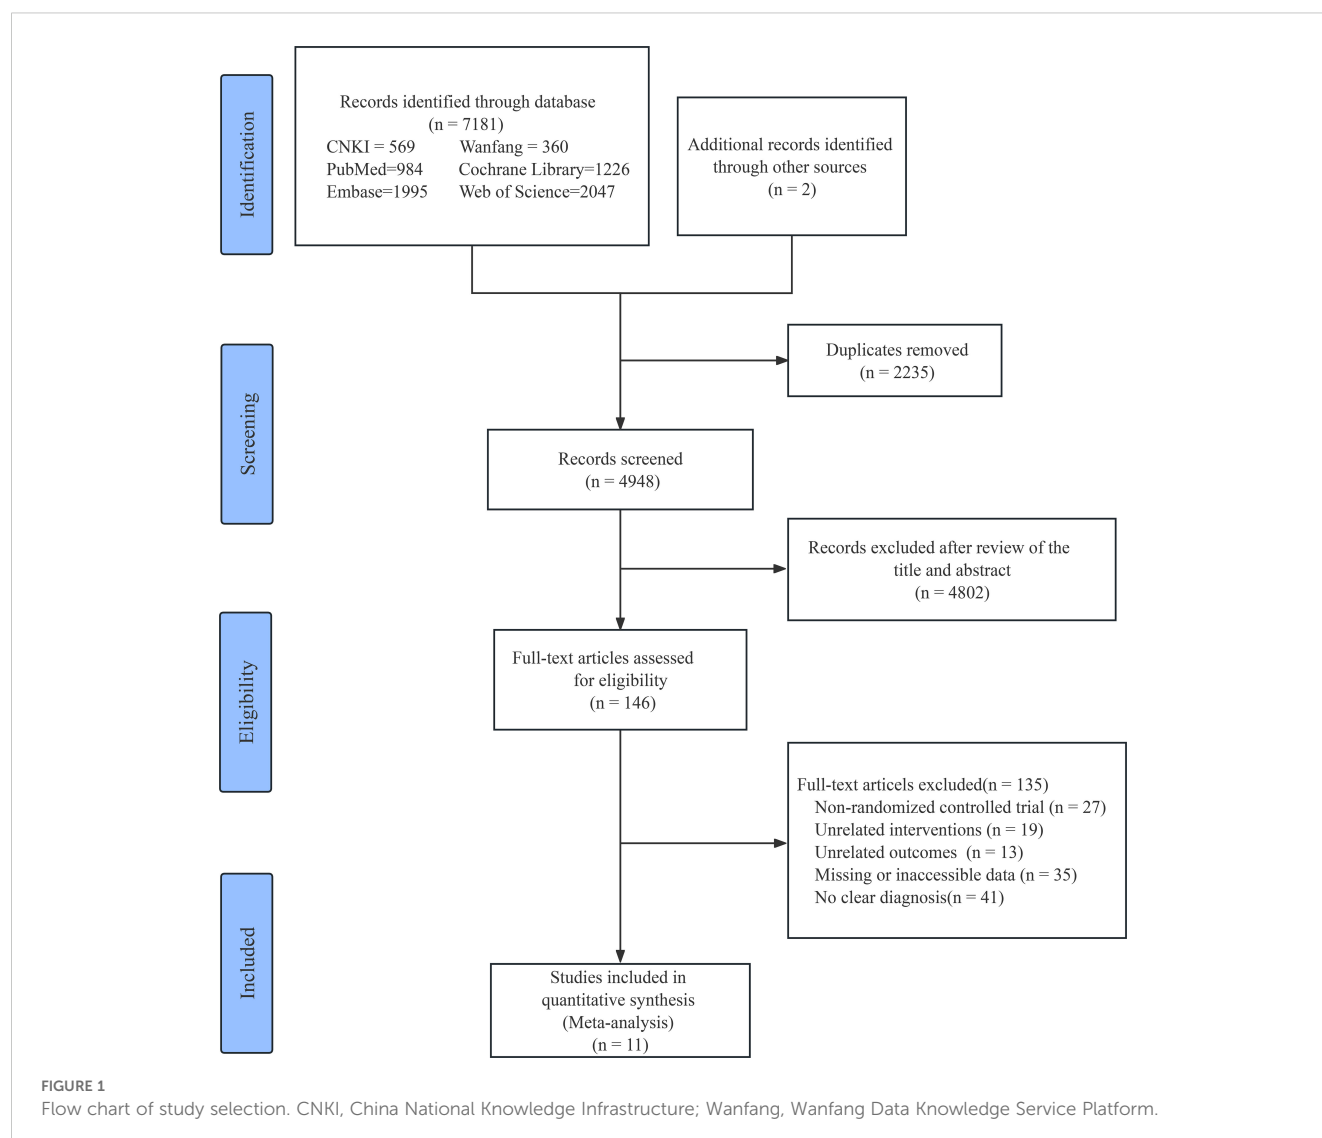 Identification
Records identified through database
(n = 7181)
CNKI = 569 Wanfang = 360
PubMed=984 Cochrane Library=1226
Embase=1995 Web of Science=2047
Additional records identified
through other sources
(n = 2)
Duplicates removed
(n = 2235)
Screening
Records screened
(n = 4948)
Records excluded after review of the
title and abstract
(n = 4802)
Eligibility
Full-text articles assessed
for eligibility
(n = 146)
Full-text articels excluded(n = 135)
Non-randomized controlled trial (n = 27)
Unrelated interventions (n = 19)
Unrelated outcomes (n = 13)
Missing or inaccessible data (n = 35)
No clear diagnosis(n = 41)
Included
Studies included in
quantitative synthesis
(Meta-analysis)
(n = 11)
FIGURE 1
Flow chart of study selection. CNKI, China National Knowledge Infrastructure; Wanfang, Wanfang Data Knowledge Service Platform.